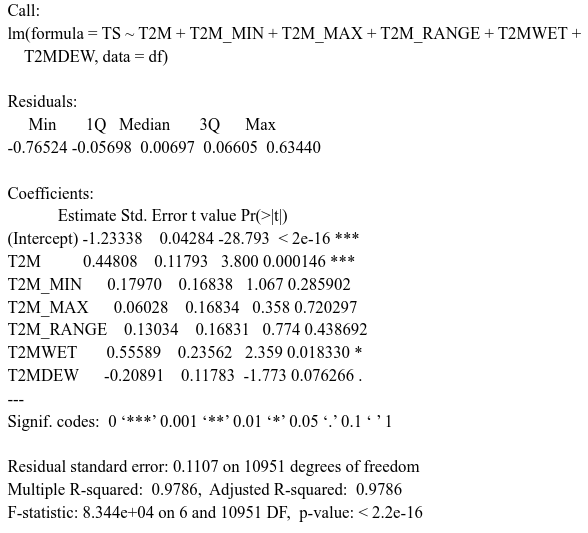 Call:
lm(formula = TS ~ T2M + T2M_MIN + T2M_MAX + T2M_RANGE + T2MWET +
T2MDEW, data = df)
Residuals:
Min 1Q Median 3Q Max
-0.76524 -0.05698 0.00697 0.06605 0.63440
Coefficients:
Estimate Std. Error t value Pr(>|t|)
(Intercept) -1.23338 0.04284 -28.793 < 2e-16 ***
T2M 0.44808 0.11793 3.800 0.000146 ***
T2M_MIN 0.17970 0.16838 1.067 0.285902
T2M_MAX 0.06028 0.16834 0.358 0.720297
T2M_RANGE 0.13034 0.16831 0.774 0.438692
T2MWET 0.55589 0.23562 2.359 0.018330 *
T2MDEW -0.20891 0.11783 -1.773 0.076266 .
---
Signif. codes: 0 ‘***’ 0.001 ‘**’ 0.01 ‘*’ 0.05 ‘.’ 0.1 ‘ ’ 1
Residual standard error: 0.1107 on 10951 degrees of freedom
Multiple R-squared: 0.9786, Adjusted R-squared: 0.9786
F-statistic: 8.344e+04 on 6 and 10951 DF, p-value: < 2.2e-16